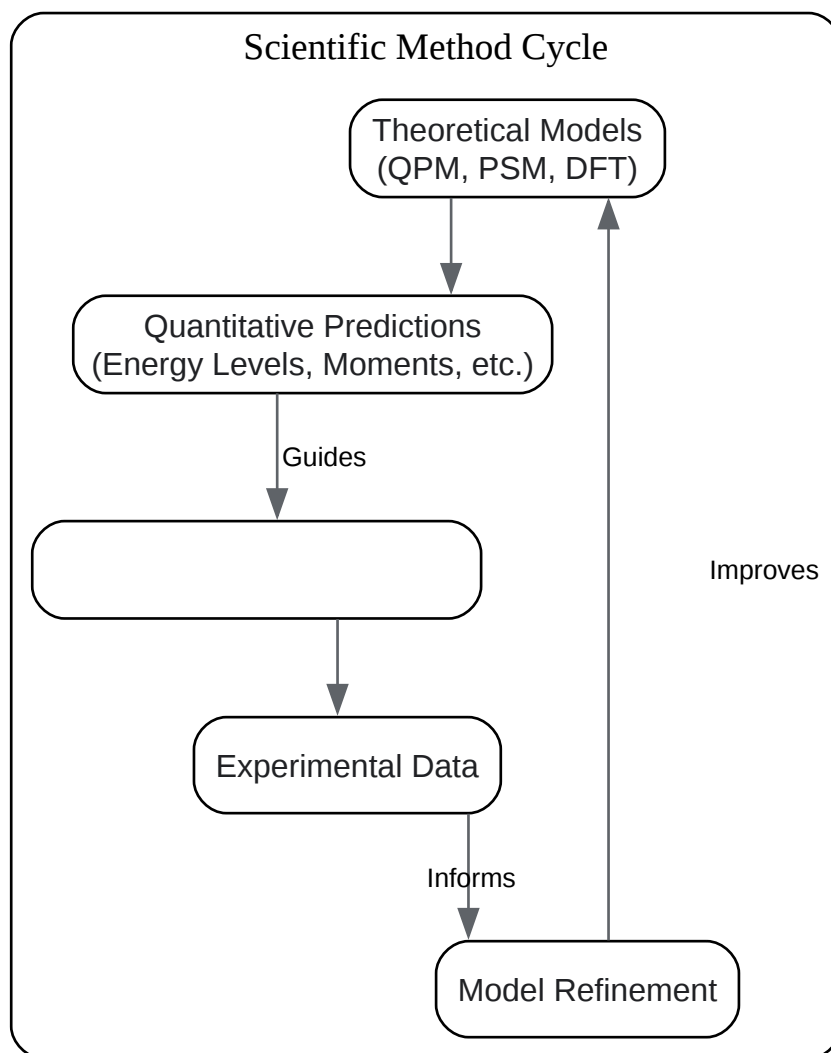 Scientific Method Cycle
Theoretical Models
(QPM, PSM, DFT)
Quantitative Predictions
(Energy Levels, Moments, etc.)
Guides
Improves
Experimental Data
Informs
Model Refinement